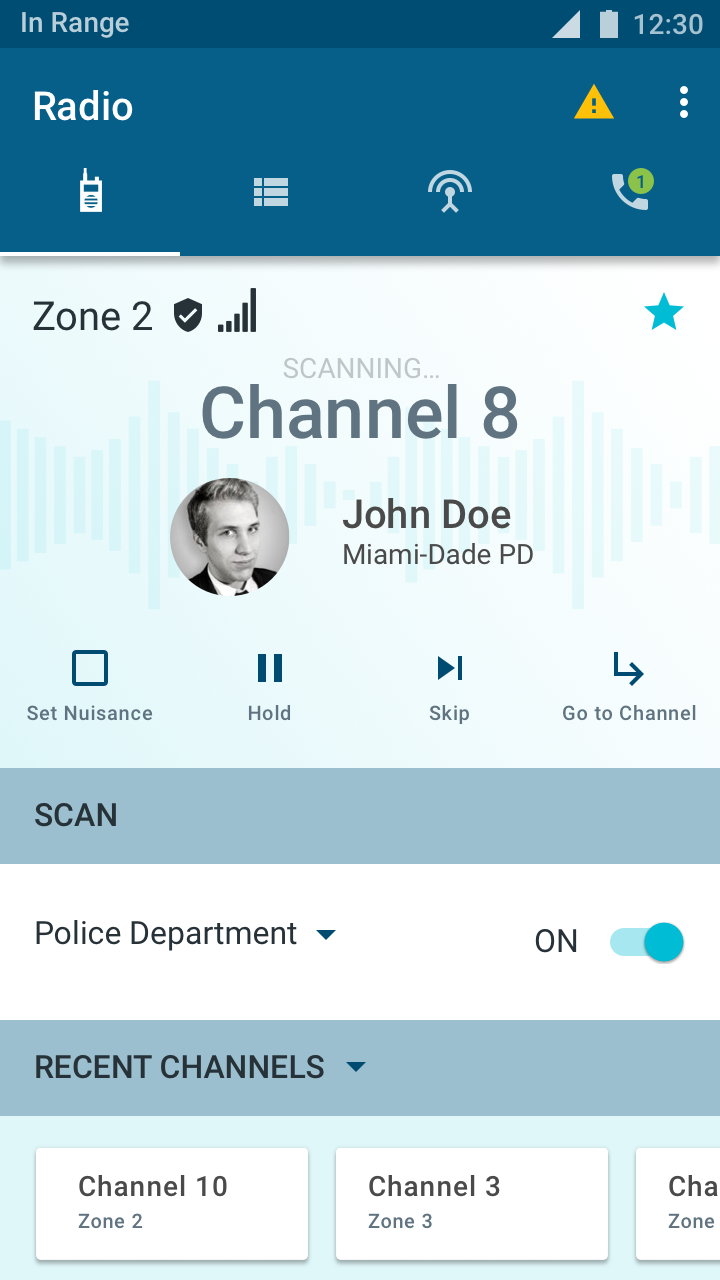 In Range 12:30
Radio
1
Zone 2
SCANNING...
Channel 8
John Doe
Miami-Dade PD
Set Nuisance Hold Skip Go to Channel
SCAN
Police Department ON
RECENT CHANNELS
Channel 10 Channel 3 Cha
Zone 2 Zone 3 Zone